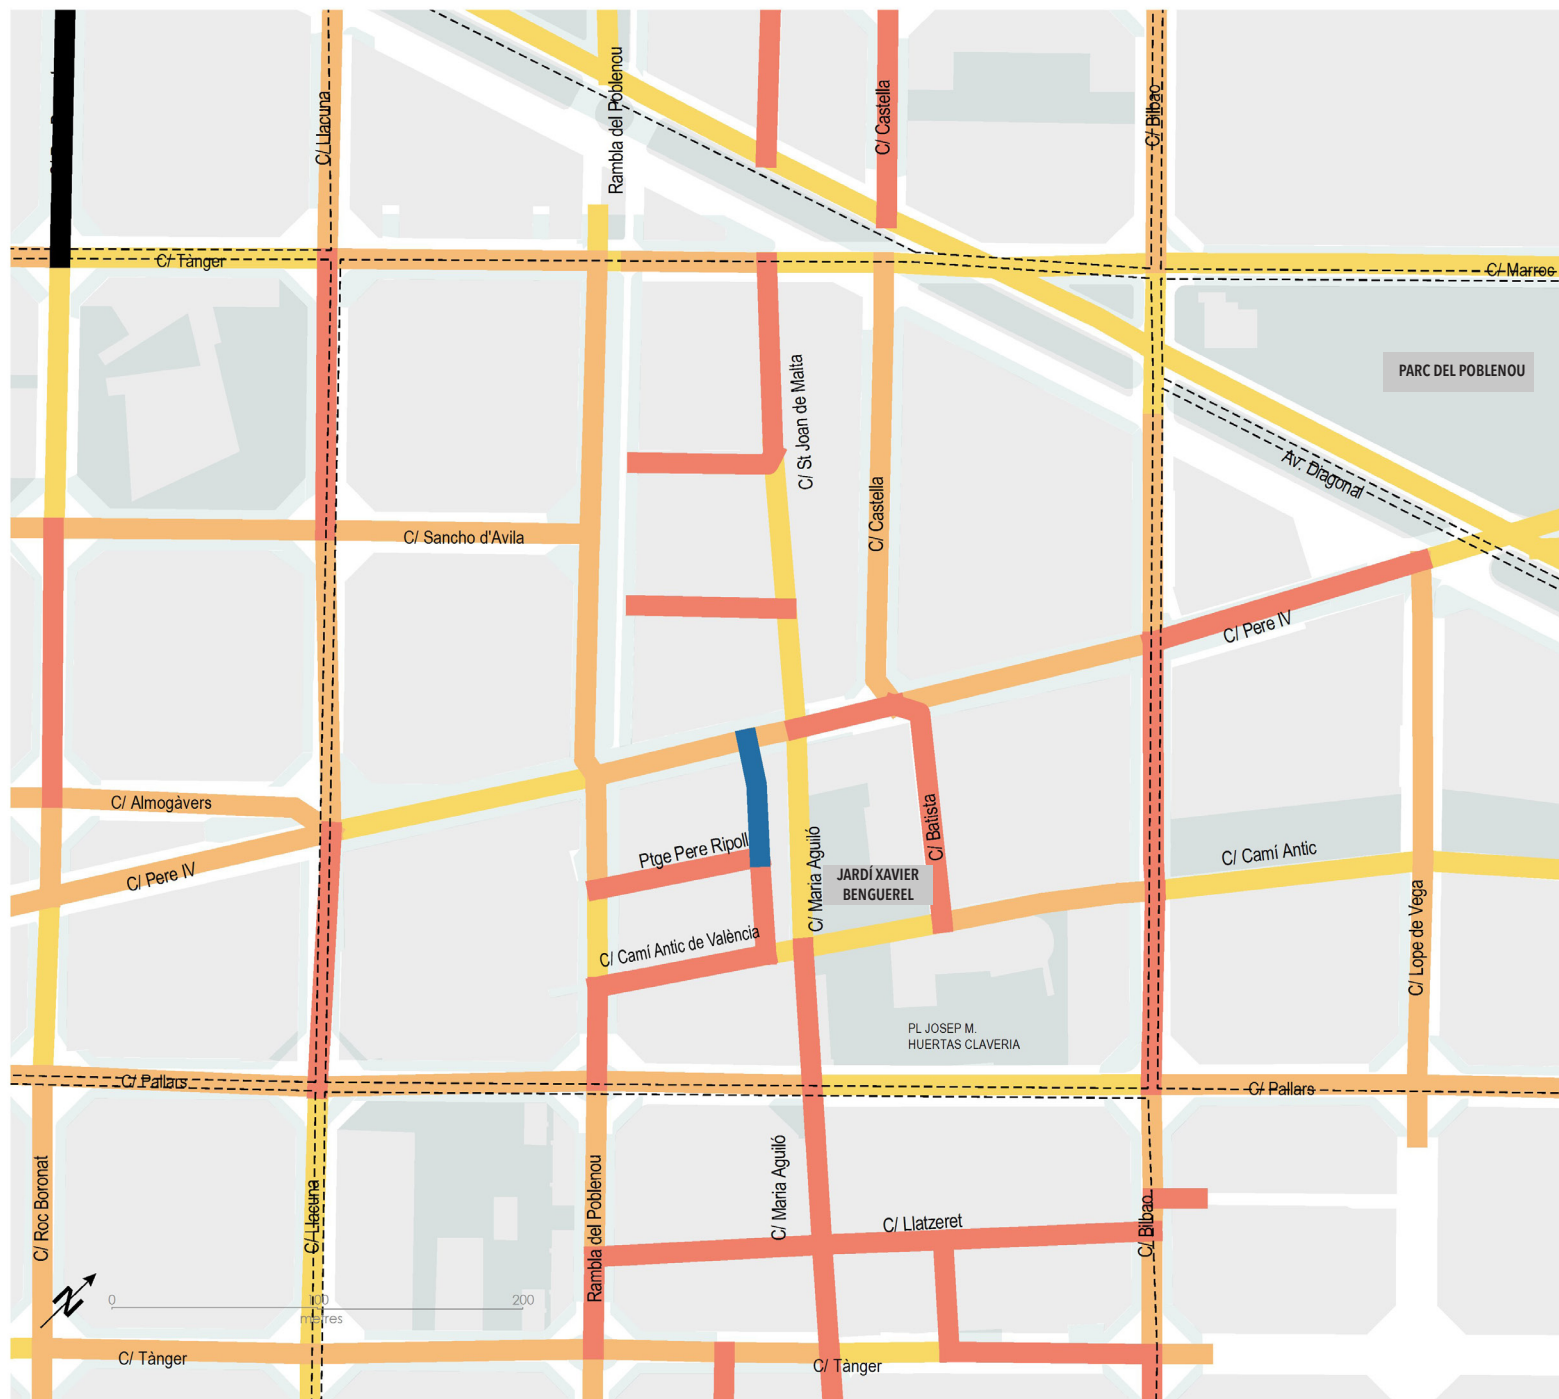 C/ Llacuna
Rambla del Poblenou
C/ Castella
C/ Bilbao
C/ Tànger
C/ Marroc
C/ St Joan de Malta
PARC DEL POBLENOU
C/ Castella
Av. Diagonal
C/ Sancho d'Avila
C/ Pere IV
C/ Almogàvers
C/ Pere IV
Ptge Pere Ripoll
C/ Maria Aguiló
C/ Batista
C/ Camí Antic
JARDÍ XAVIER
BENGUEREL
C/ Camí Antic de València
C/ Lope de Vega
PL JOSEP M.
HUERTAS CLAVERIA
C/ Pallars
C/ Pallars
C/ Roc Boronat
C/ Llacuna
Rambla del Poblenou
C/ Maria Aguiló
C/ Llatzeret
C/ Bilbao
N
0
100
200
metres
C/ Tànger
C/ Tànger